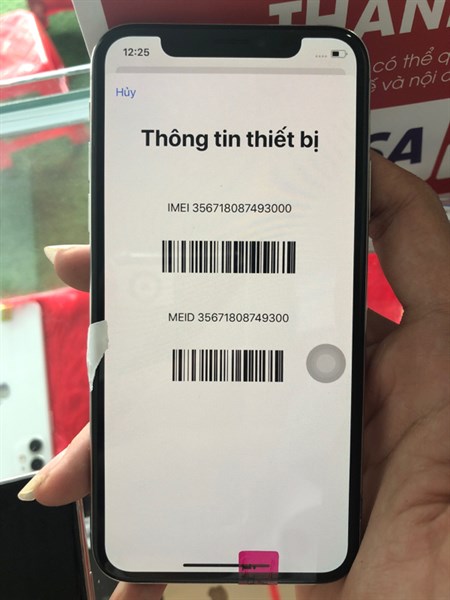 THAN
có thể q
ế và nội d
SA
12:25
Hủy
Thông tin thiết bị
IMEI 356718087493000
MEID 35671808749300